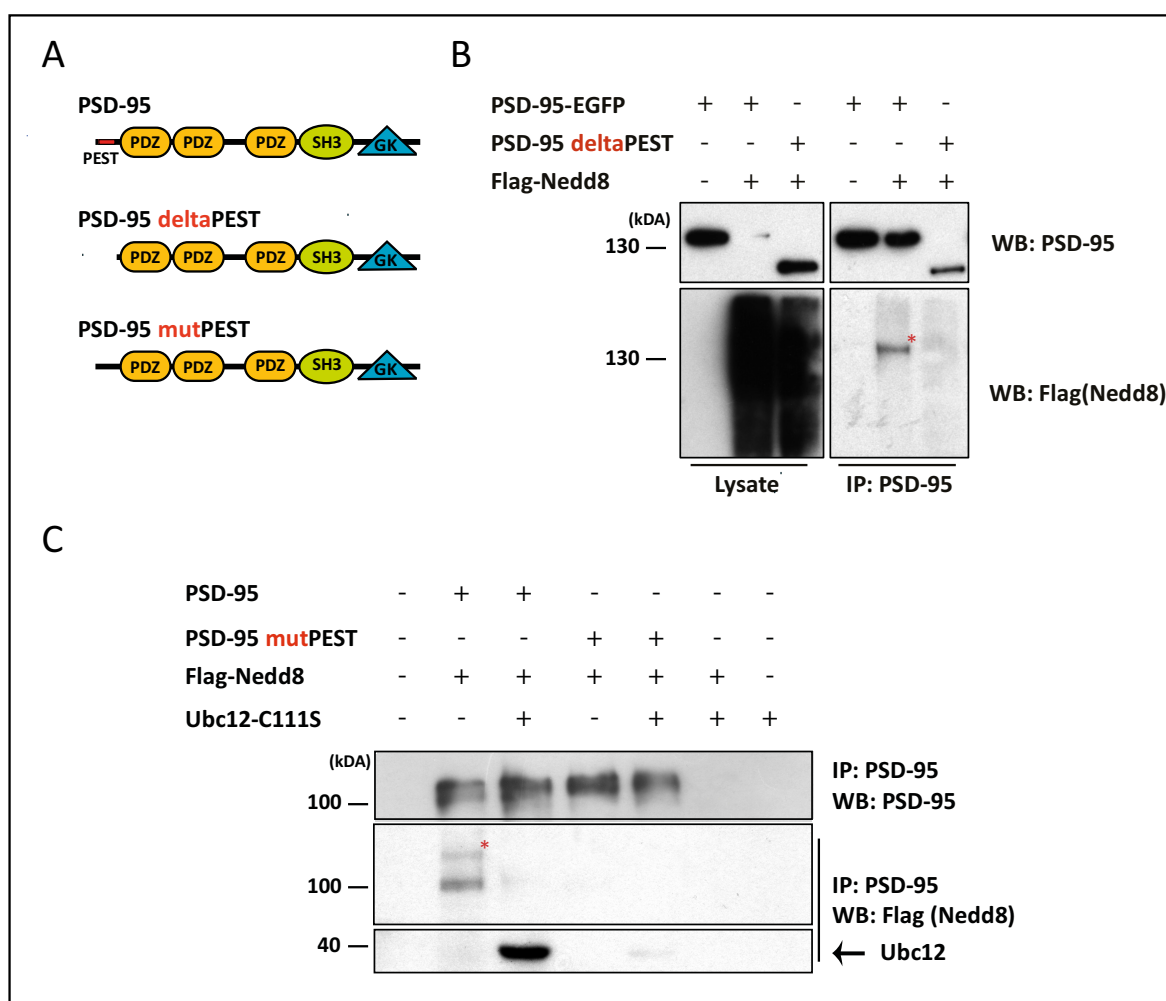 A
PSD-95
PDZ PDZ PDZ SH3 GK
PEST
PSD-95 deltaPEST
PDZ PDZ PDZ SH3 GK
PSD-95 mutPEST
PDZ PDZ PDZ SH3 GK
B
PSD-95-EGFP + + - + + -
PSD-95 deltaPEST - - + - - +
Flag-Nedd8 - + + - + +
(kDA)
130
WB: PSD-95
130
*
WB: Flag(Nedd8)
Lysate IP: PSD-95
C
PSD-95 - + + - - - -
PSD-95 mutPEST - - - + + - -
Flag-Nedd8 - + + + + + -
Ubc12-C111S - - + - + + +
(kDA)
100
IP: PSD-95
WB: PSD-95
*
100
IP: PSD-95
WB: Flag (Nedd8)
40
← Ubc12